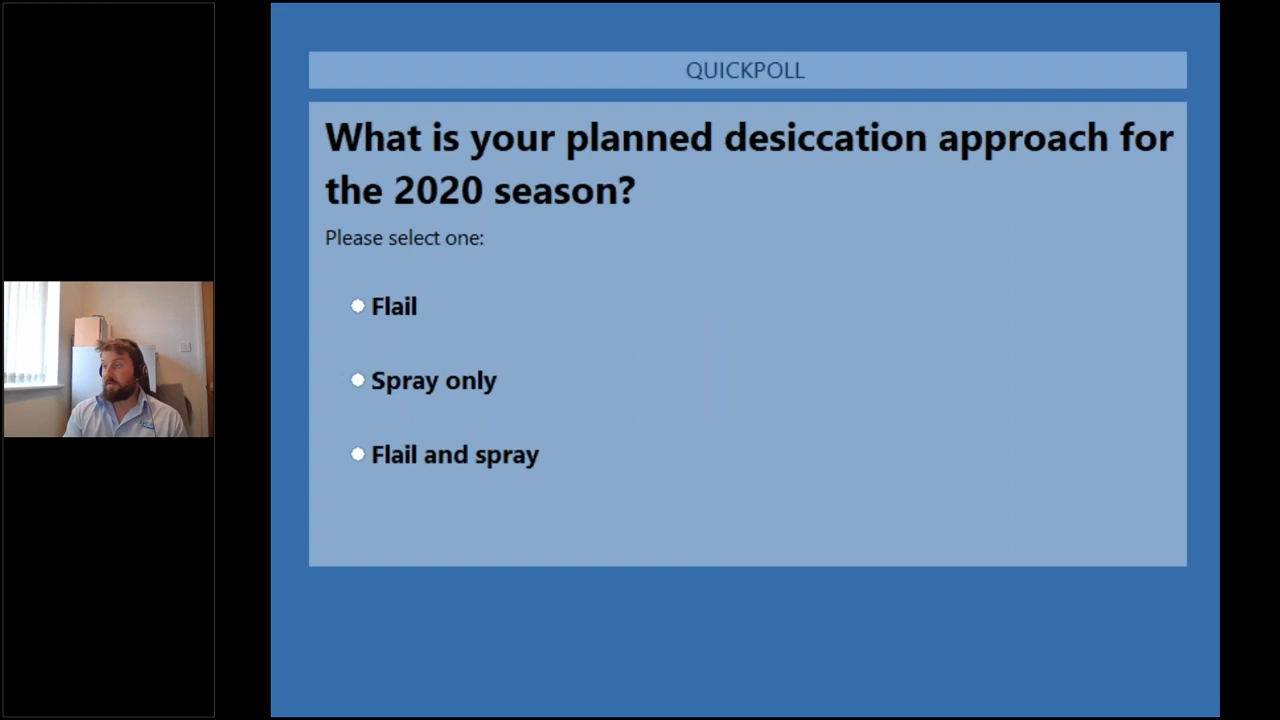 QUICKPOLL
What is your planned desiccation approach for
the 2020 season?
Please select one:
Flail
Spray only
Flail and spray